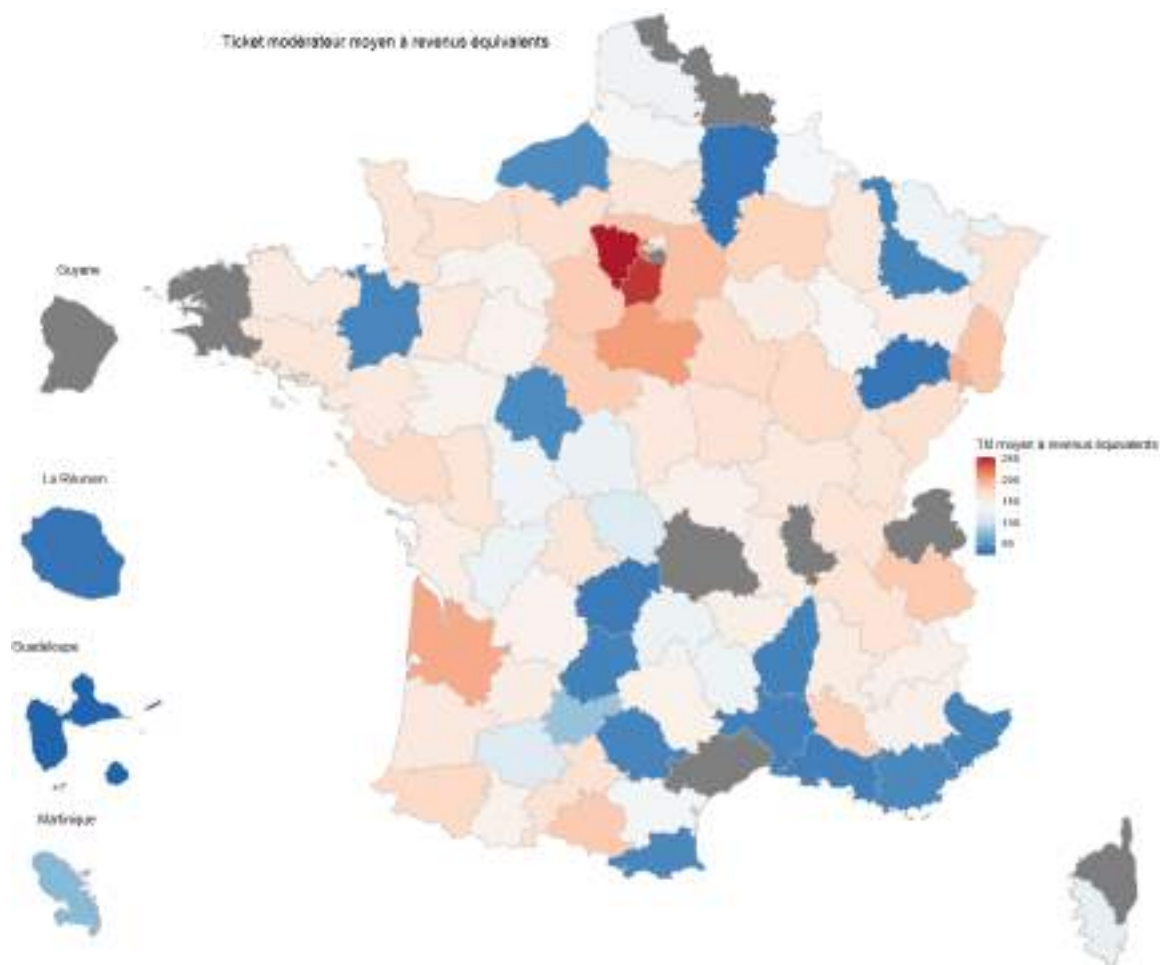 Ticket modérateur moyen à revenus équivalents
Guyane
La Réunion
Guadeloupe
Martinique
TM moyen à revenus équivalents
250
200
150
100
50